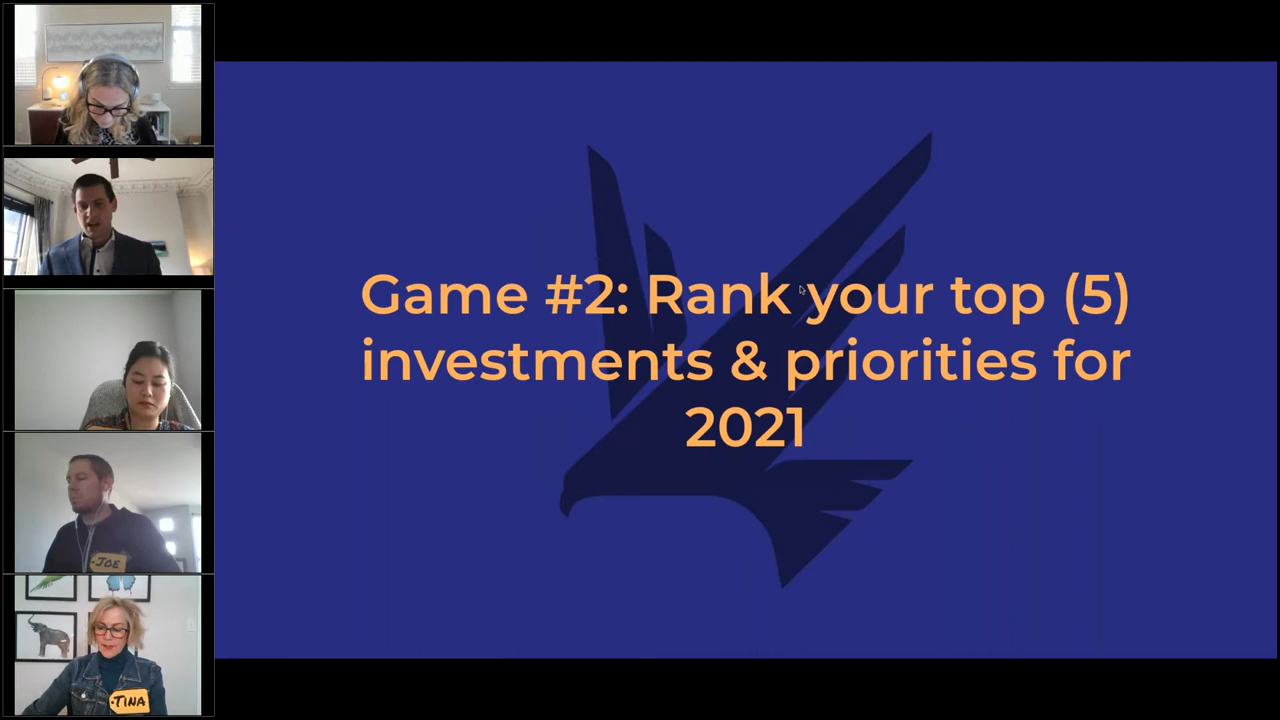 Game #2: Rank your top (5)
investments & priorities for
2021
JOE
TINA